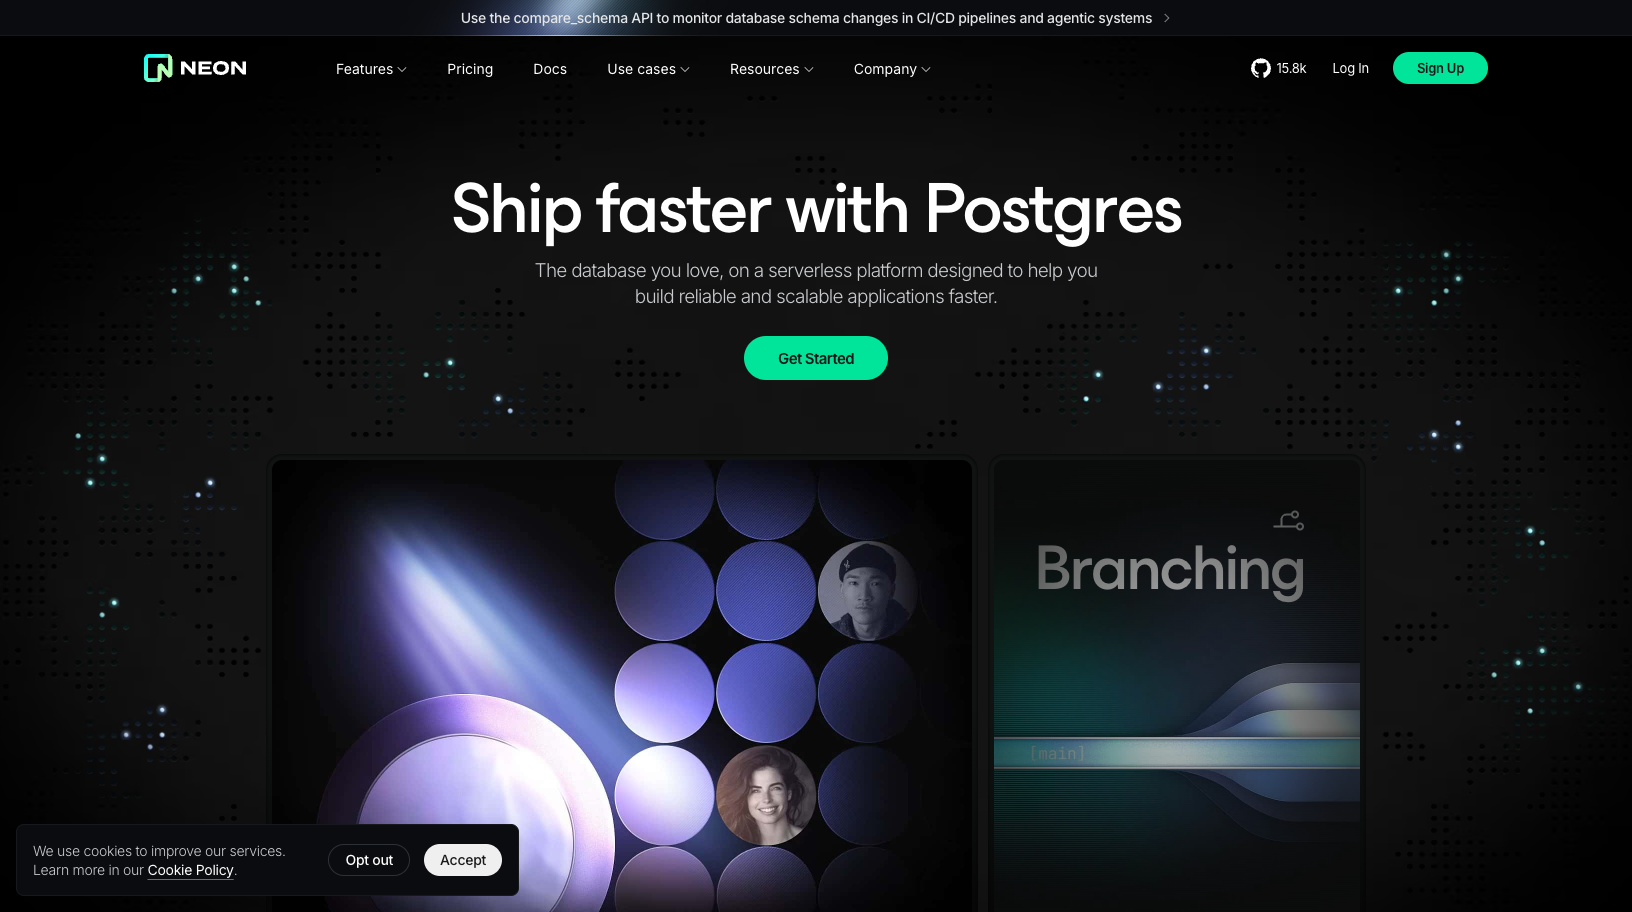 Use the compare_schema API to monitor database schema changes in CI/CD pipelines and agentic systems
NEON
Features
Pricing
Docs
Use cases
Resources
Company
15.8k
Log In
Sign Up
Ship faster with Postgres
The database you love, on a serverless platform designed to help you
build reliable and scalable applications faster.
Get Started
Branching
[main]
We use cookies to improve our services.
Learn more in our Cookie Policy.
Opt out
Accept